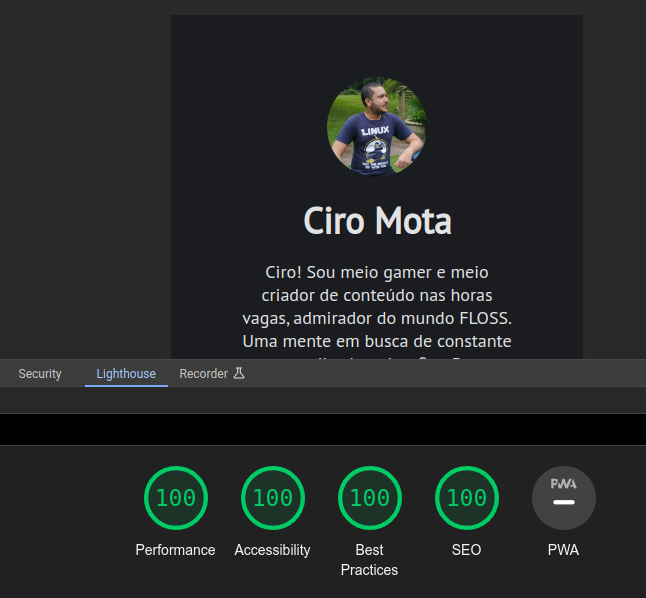 LINUX
Ciro Mota
Ciro! Sou meio gamer e meio
criador de conteúdo nas horas
vagas, admirador do mundo FLOSS.
Uma mente em busca de constante
Security
Lighthouse
Recorder
100
100
100
100
PWA
Performance
Accessibility
Best
Practices
SEO
PWA